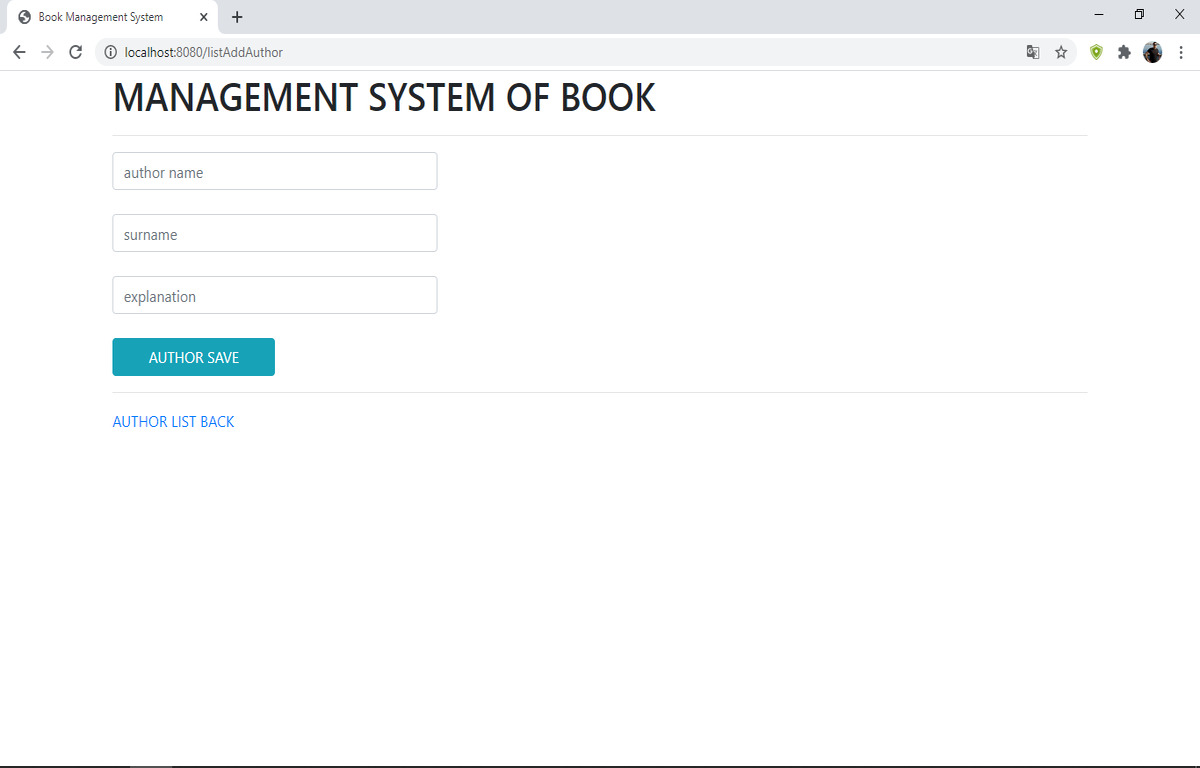 Book Management System
localhost:8080/listAddAuthor
MANAGEMENT SYSTEM OF BOOK
author name
surname
explanation
AUTHOR SAVE
AUTHOR LIST BACK